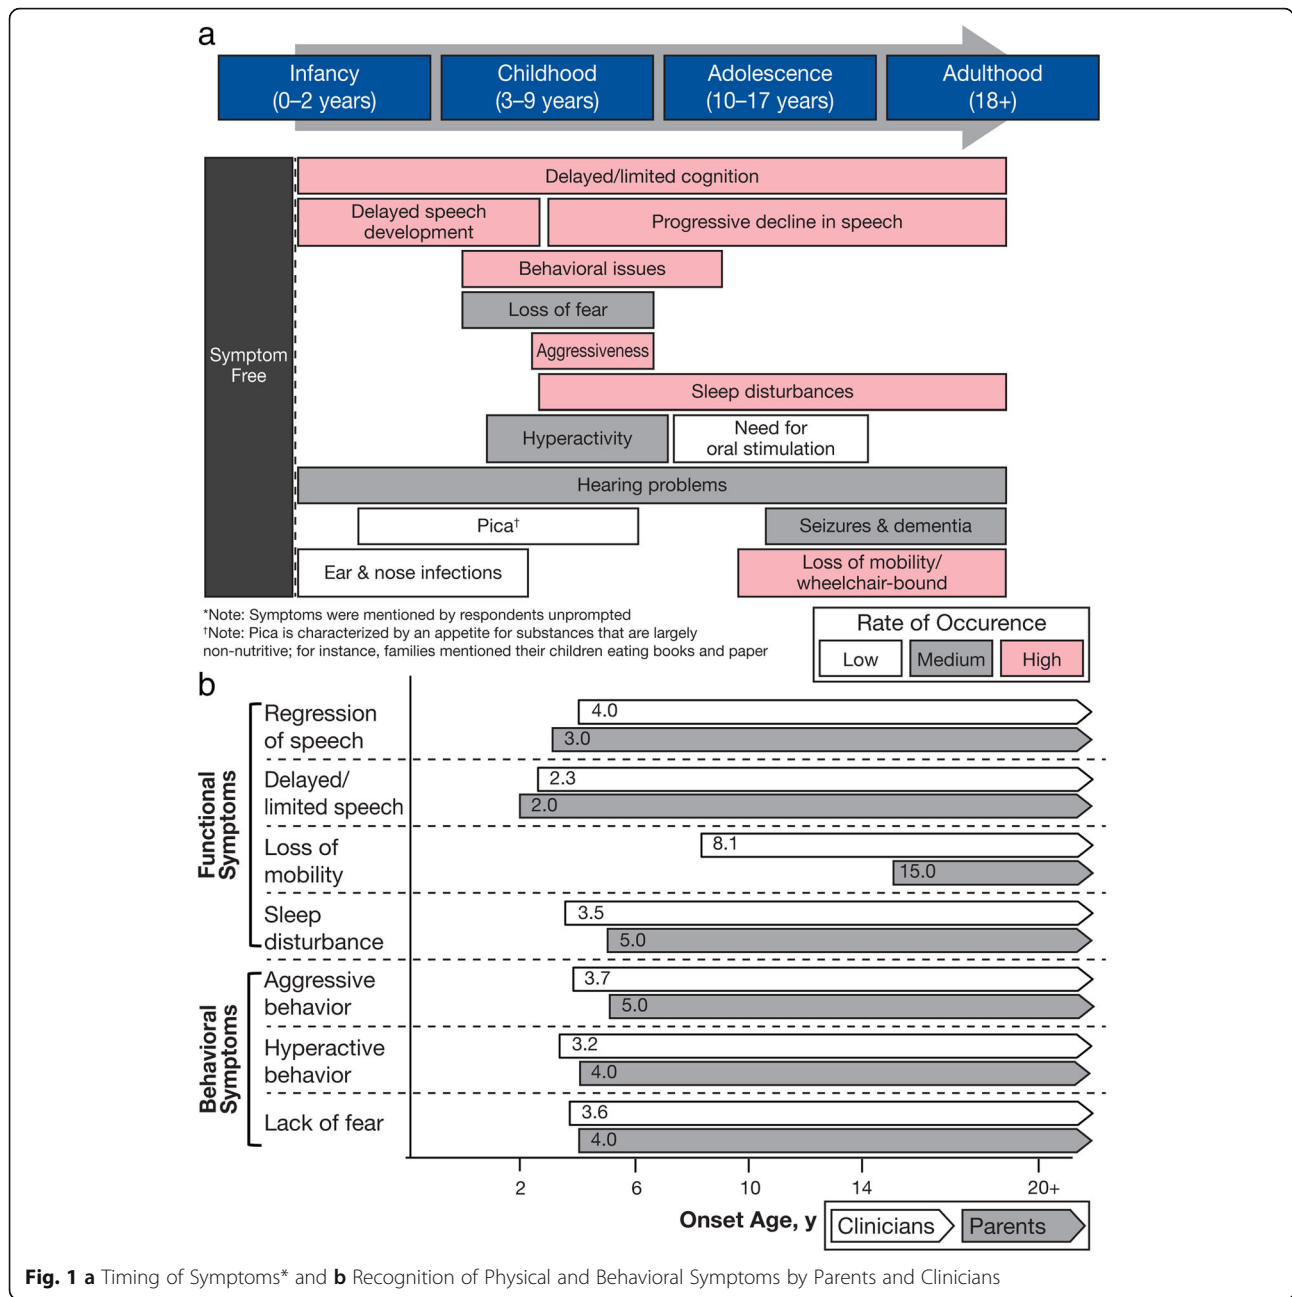 a
Infancy
(0–2 years)
Childhood
(3–9 years)
Adolescence
(10–17 years)
Adulthood
(18+)
Symptom
Free
Delayed/limited cognition
Delayed speech
development
Progressive decline in speech
Behavioral issues
Loss of fear
Aggressiveness
Sleep disturbances
Hyperactivity
Need for
oral stimulation
Hearing problems
Pica†
Seizures & dementia
Ear & nose infections
Loss of mobility/
wheelchair-bound
*Note: Symptoms were mentioned by respondents unprompted
†Note: Pica is characterized by an appetite for substances that are largely
non-nutritive; for instance, families mentioned their children eating books and paper
Rate of Occurence
Low
Medium
High
b
Functional
Symptoms
Regression
of speech
4.0
3.0
Delayed/
limited speech
2.3
2.0
Loss of
mobility
8.1
15.0
Sleep
disturbance
3.5
5.0
Behavioral
Symptoms
Aggressive
behavior
3.7
5.0
Hyperactive
behavior
3.2
4.0
Lack of fear
3.6
4.0
2 6 10 14 20+
Onset Age, y
Clinicians
Parents
Fig. 1 a Timing of Symptoms* and b Recognition of Physical and Behavioral Symptoms by Parents and Clinicians